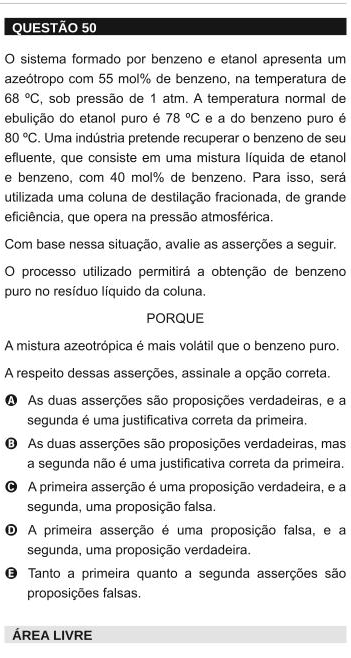 QUESTÃO 50
O sistema formado por benzeno e etanol apresenta um
azeótropo com 55 mol% de benzeno, na temperatura de
68 ºC, sob pressão de 1 atm. A temperatura normal de
ebulição do etanol puro é 78 ºC e a do benzeno puro é
80 ºC. Uma indústria pretende recuperar o benzeno de seu
efluente, que consiste em uma mistura líquida de etanol
e benzeno, com 40 mol% de benzeno. Para isso, será
utilizada uma coluna de destilação fracionada, de grande
eficiência, que opera na pressão atmosférica.
Com base nessa situação, avalie as asserções a seguir.
O processo utilizado permitirá a obtenção de benzeno
puro no resíduo líquido da coluna.
PORQUE
A mistura azeotrópica é mais volátil que o benzeno puro.
A respeito dessas asserções, assinale a opção correta.
A As duas asserções são proposições verdadeiras, e a
segunda é uma justificativa correta da primeira.
B As duas asserções são proposições verdadeiras, mas
a segunda não é uma justificativa correta da primeira.
C A primeira asserção é uma proposição verdadeira, e a
segunda, uma proposição falsa.
D A primeira asserção é uma proposição falsa, e a
segunda, uma proposição verdadeira.
E Tanto a primeira quanto a segunda asserções são
proposições falsas.
ÁREA LIVRE